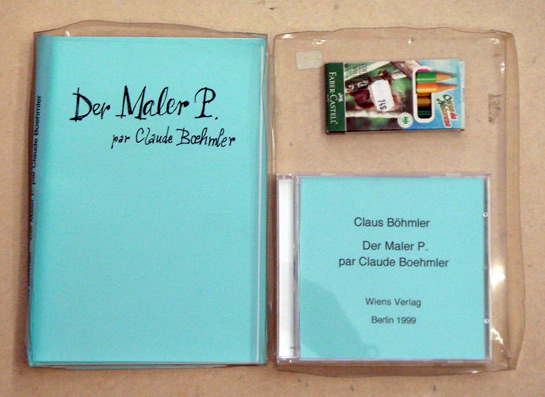 Der Maler P.
par Claude Bœhmler
Der Maler P. par Claude Boehmler
FABER-CASTELL
Claus Böhmler
Der Maler P.
par Claude Boehmler
Wiens Verlag
Berlin 1999